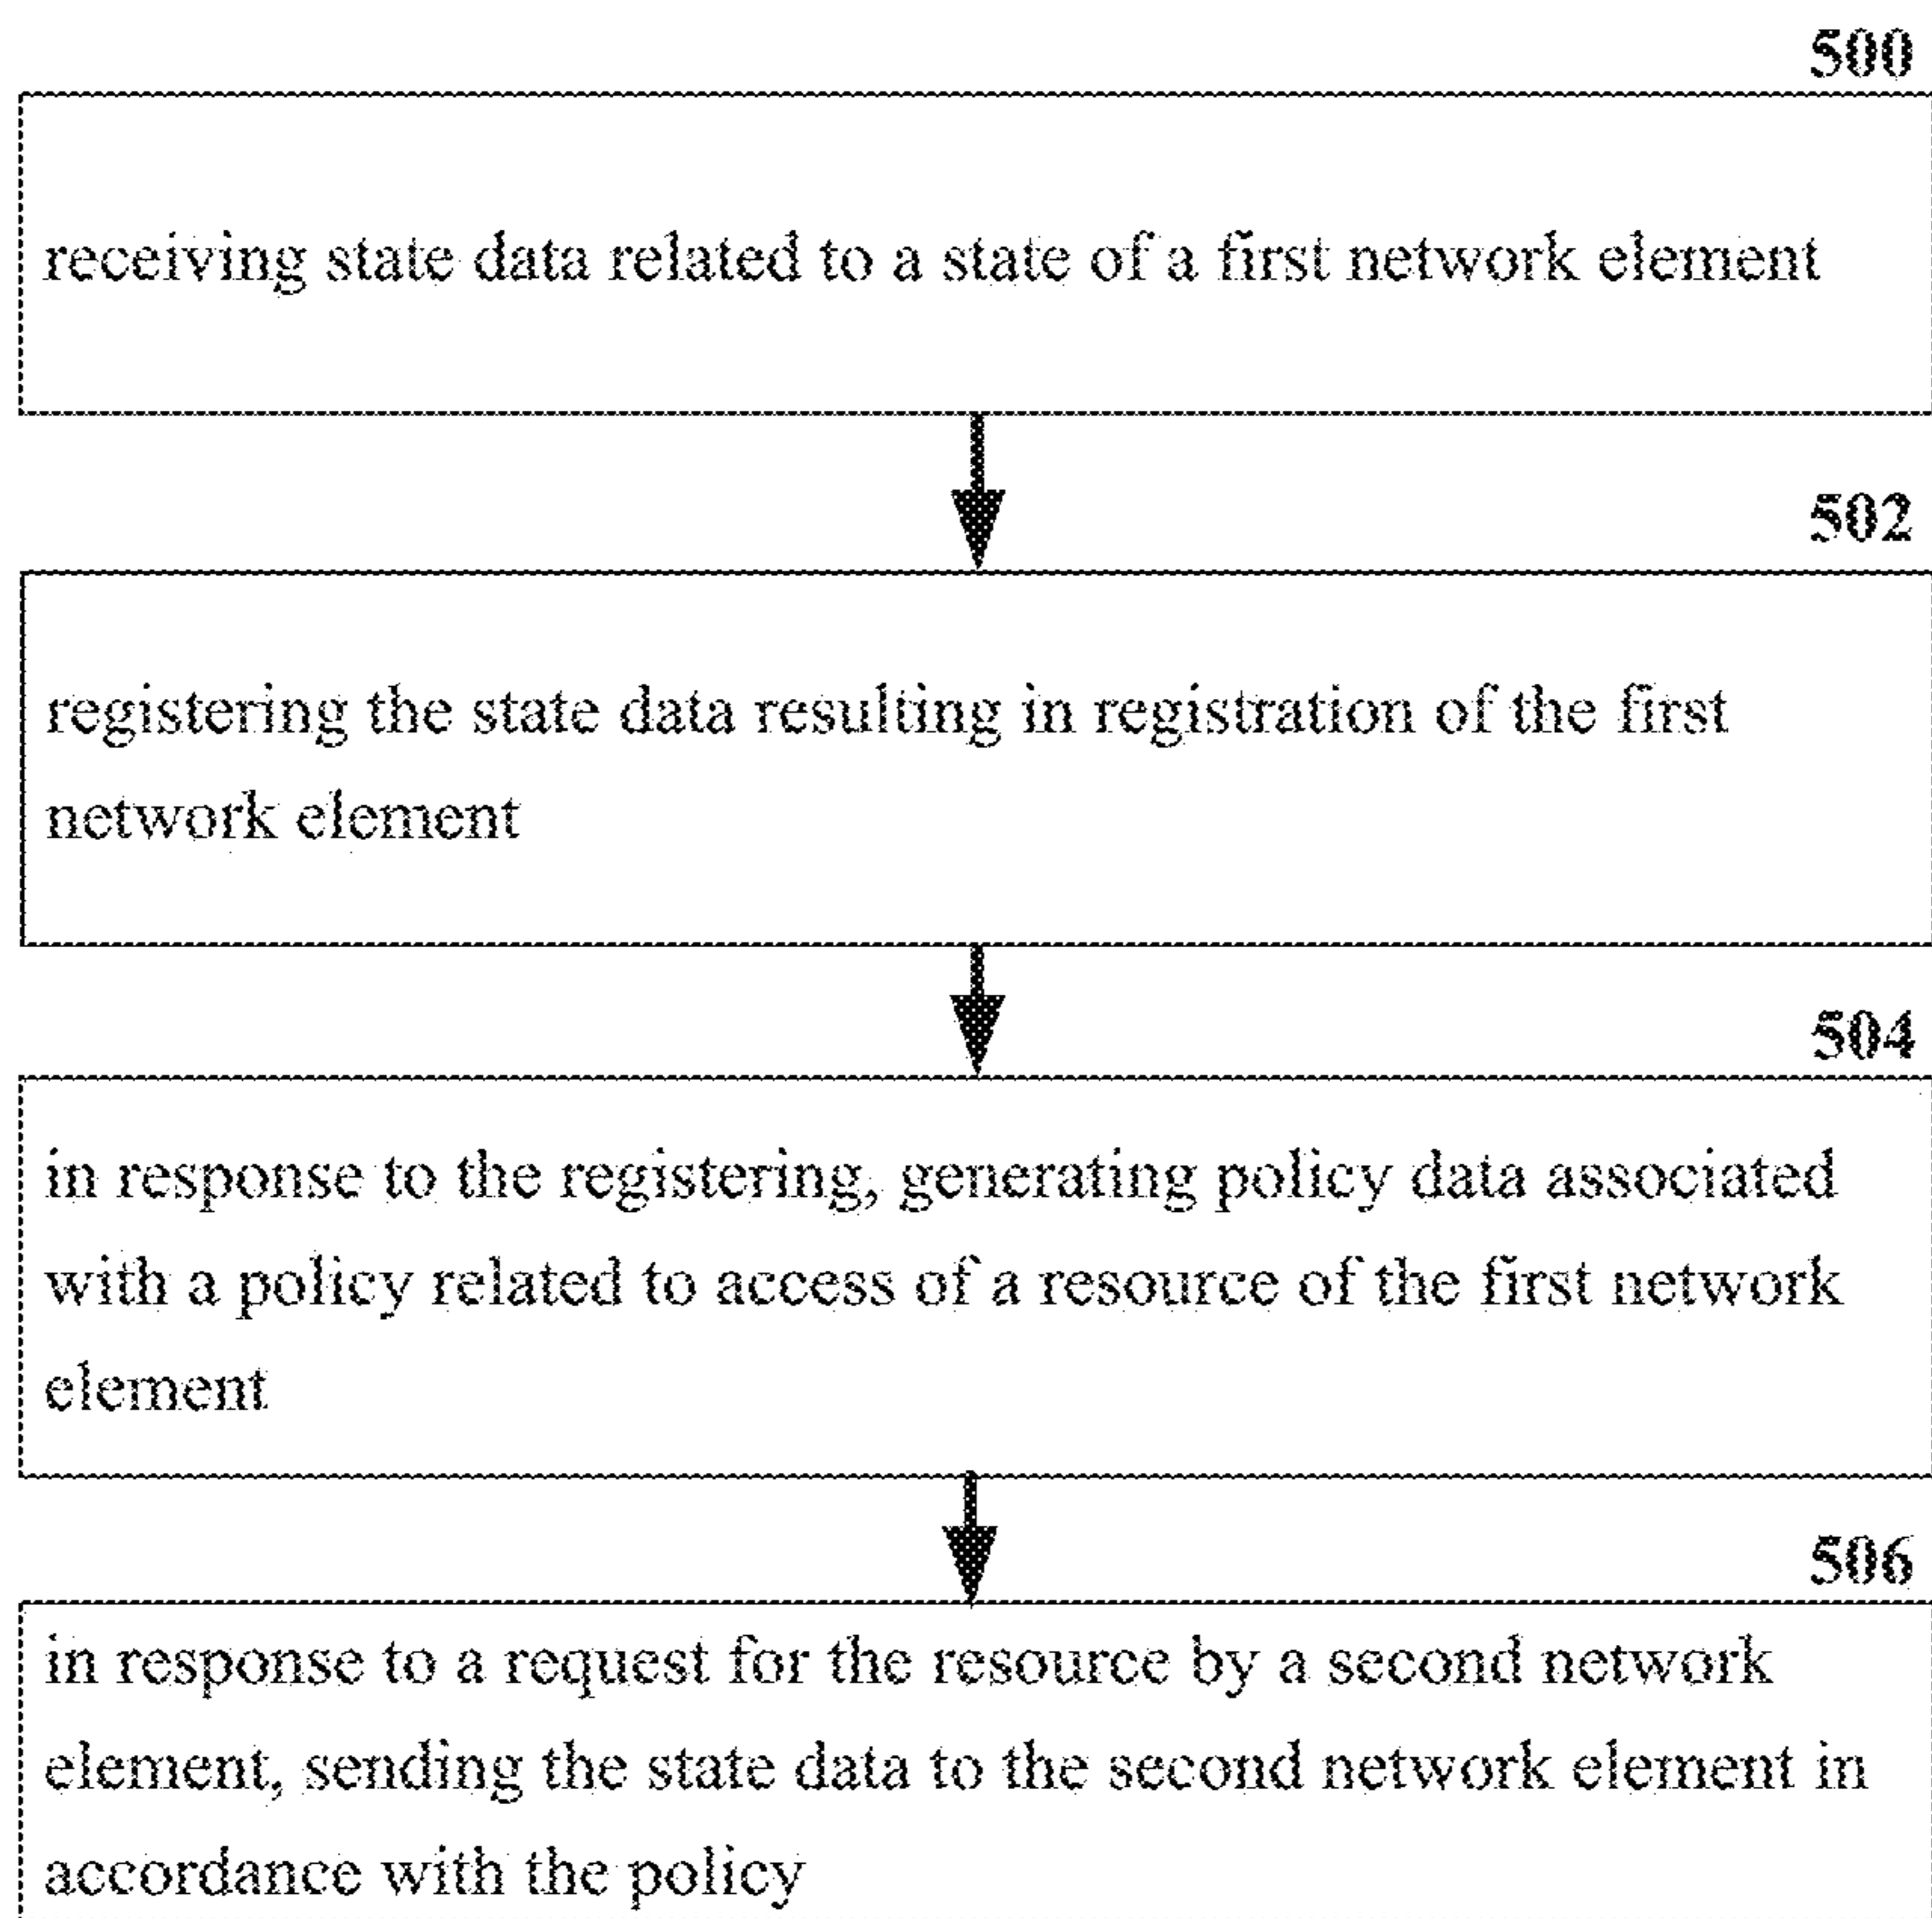 500
receiving state data related to a state of a first network element
502
registering the state data resulting in registration of the first
network element
504
in response to the registering, generating policy data associated
with a policy related to access of a resource of the first network
element
506
in response to a request for the resource by a second network
element, sending the state data to the second network element in
accordance with the policy